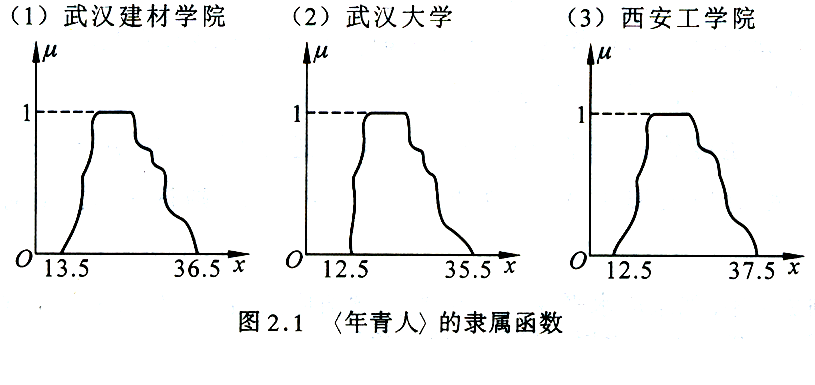 (1) 武汉建材学院 (2) 武汉大学 (3) 西安工学院
μ μ μ
1 1 1
O 13.5 36.5 x O 12.5 35.5 x O 12.5 37.5 x
图 2.1 〈年青人〉的隶属函数